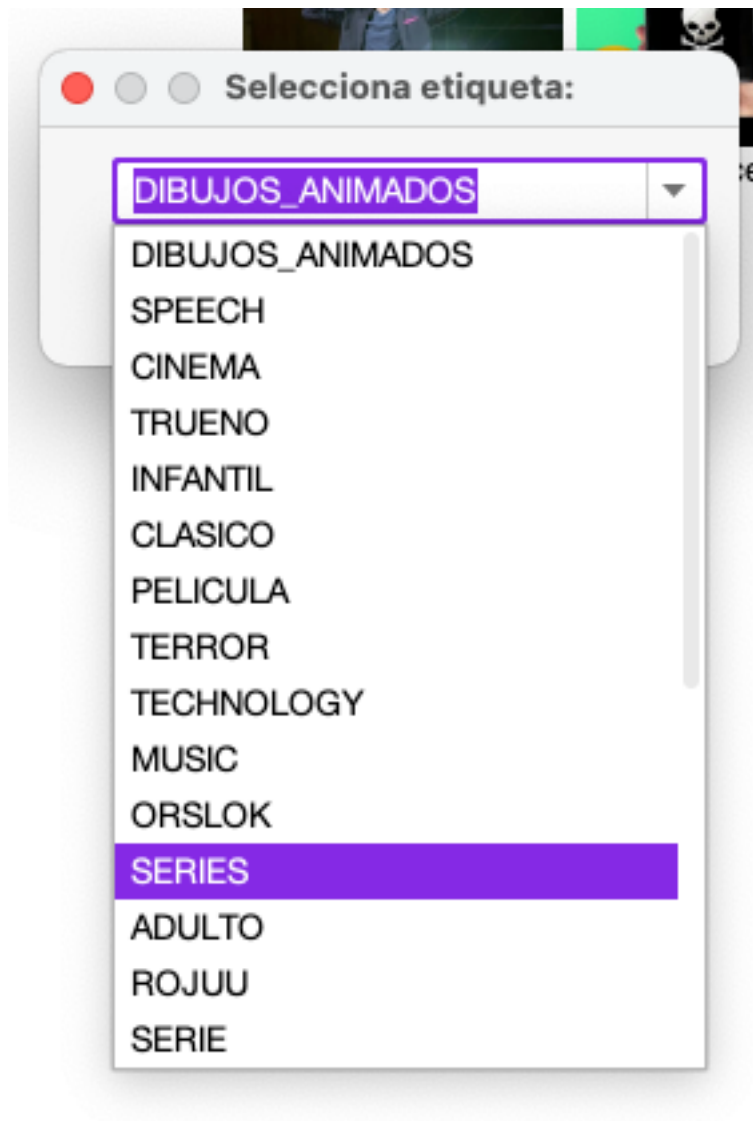 Selecciona etiqueta:
DIBUJOS_ANIMADOS
DIBUJOS_ANIMADOS
SPEECH
CINEMA
TRUENO
INFANTIL
CLASICO
PELICULA
TERROR
TECHNOLOGY
MUSIC
ORSLOK
SERIES
ADULTO
ROJUU
SERIE